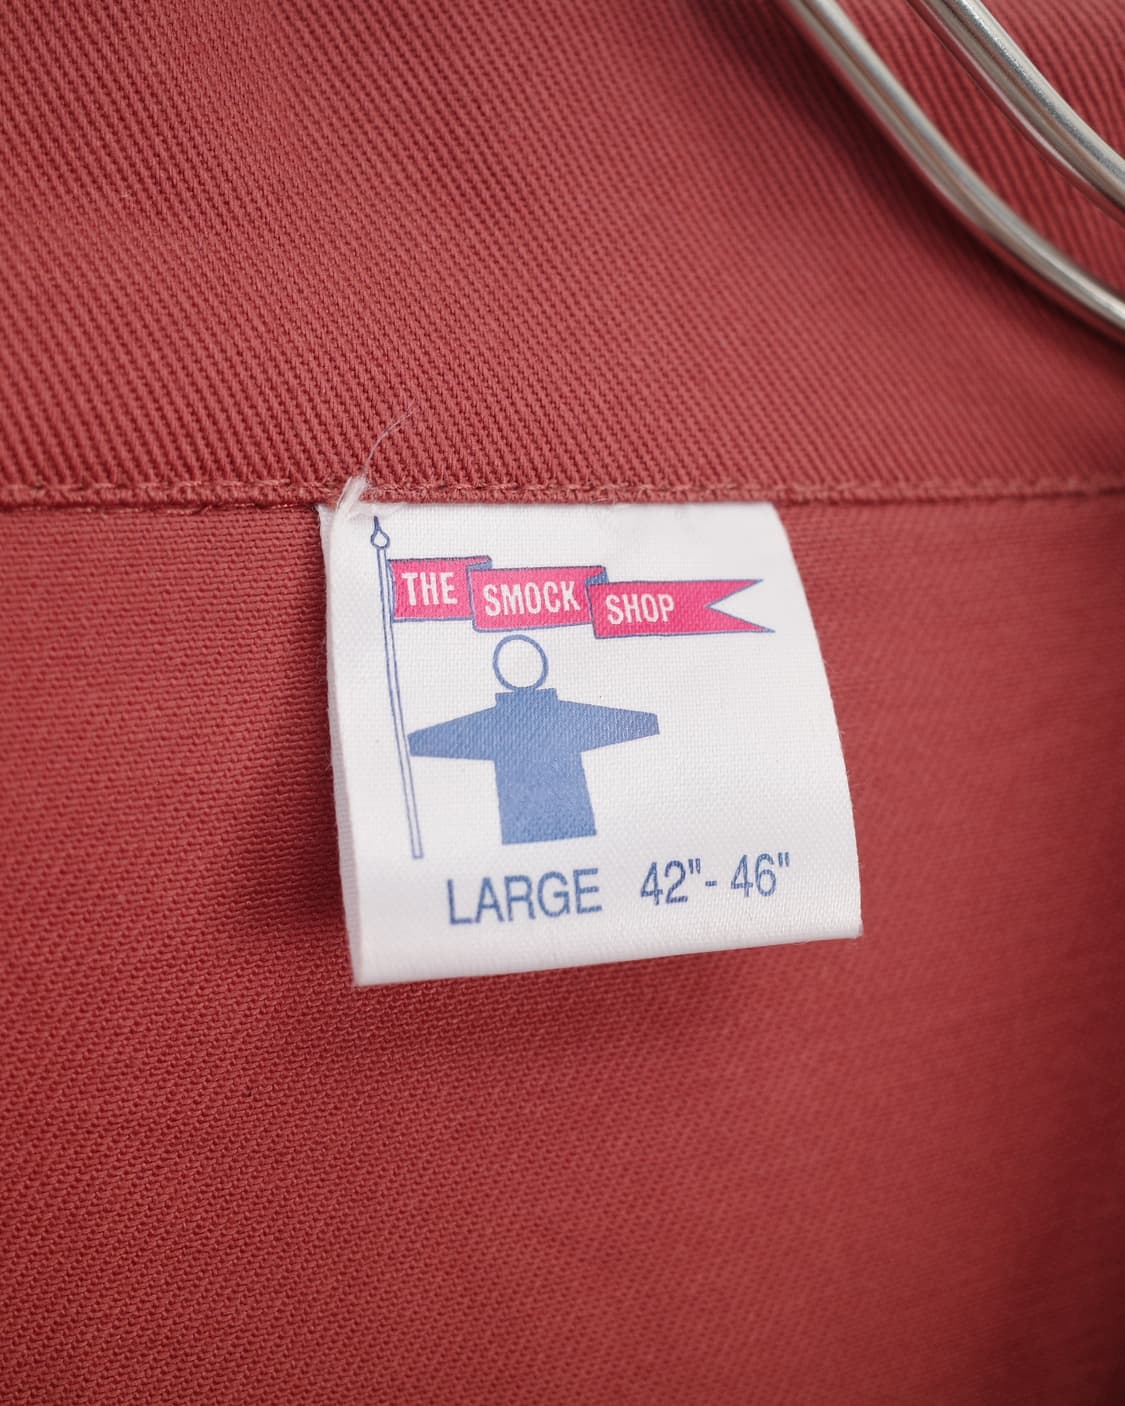 THE SMOCK SHOP
LARGE 42"- 46"